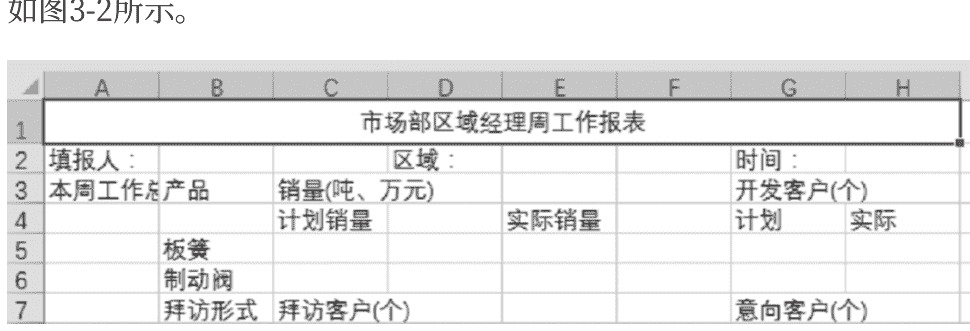 如图3-2所示。
A B C D E F G H
1 市场部区域经理周工作报表
2 填报人： 区域： 时间：
3 本周工作总 产品 销量(吨、万元) 开发客户(个)
4 计划销量 实际销量 计划 实际
5 板簧
6 制动阀
7 拜访形式 拜访客户(个) 意向客户(个)